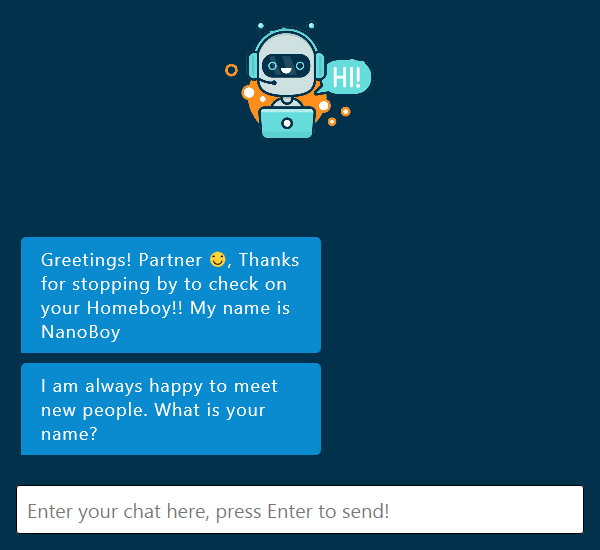 HI!
Greetings! Partner 😊, Thanks
for stopping by to check on
your Homeboy!! My name is
NanoBoy
I am always happy to meet
new people. What is your
name?
Enter your chat here, press Enter to send!